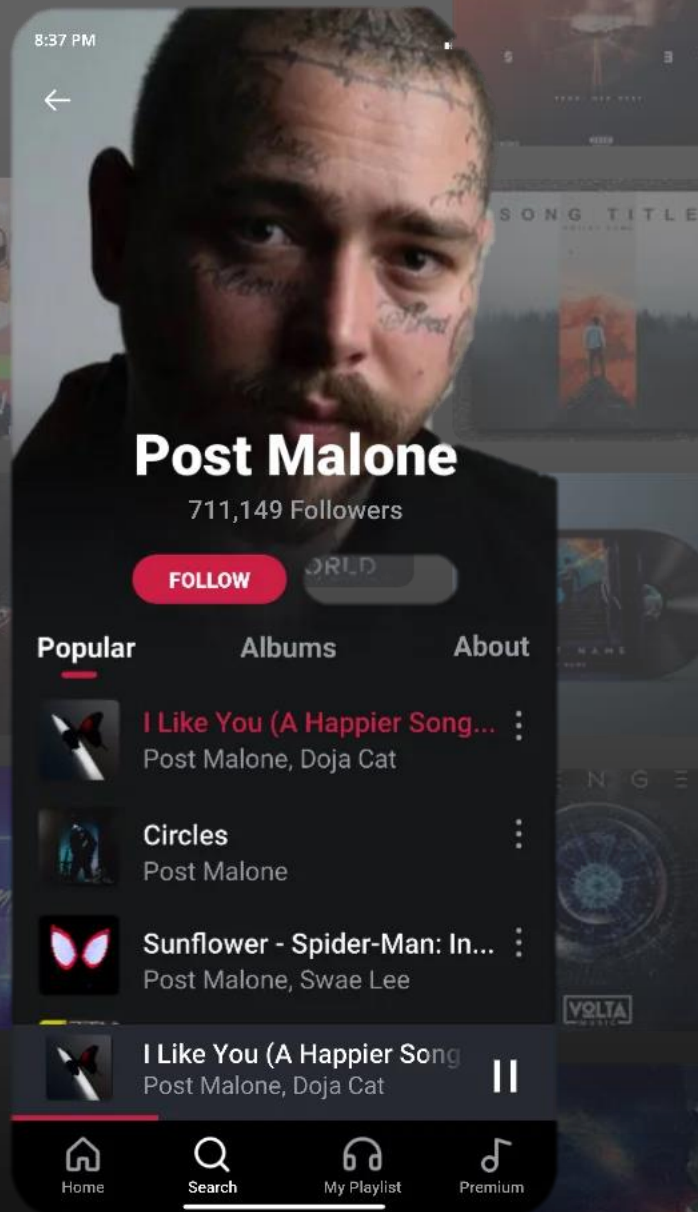 8:37 PM
SONG TITLE
Post Malone
711,149 Followers
FOLLOW
ORLD
Popular
Albums
About
I Like You (A Happier Song...
Post Malone, Doja Cat
Circles
Post Malone
Sunflower - Spider-Man: In...
Post Malone, Swae Lee
VOLTA
MUSIC
I Like You (A Happier Song
Post Malone, Doja Cat
Home
Search
My Playlist
Premium